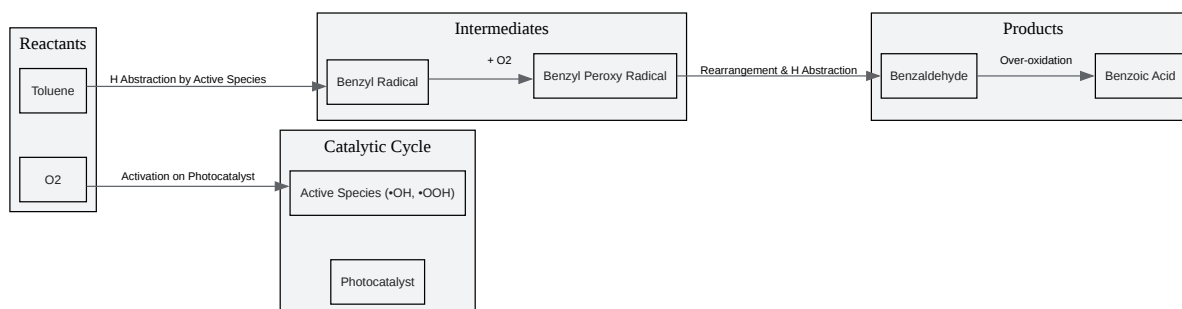 Reactants
Toluene
O2
H Abstraction by Active Species
Activation on Photocatalyst
Intermediates
Benzyl Radical
+ O2
Benzyl Peroxy Radical
Rearrangement & H Abstraction
Catalytic Cycle
Active Species (•OH, •OOH)
Photocatalyst
Products
Benzaldehyde
Over-oxidation
Benzoic Acid